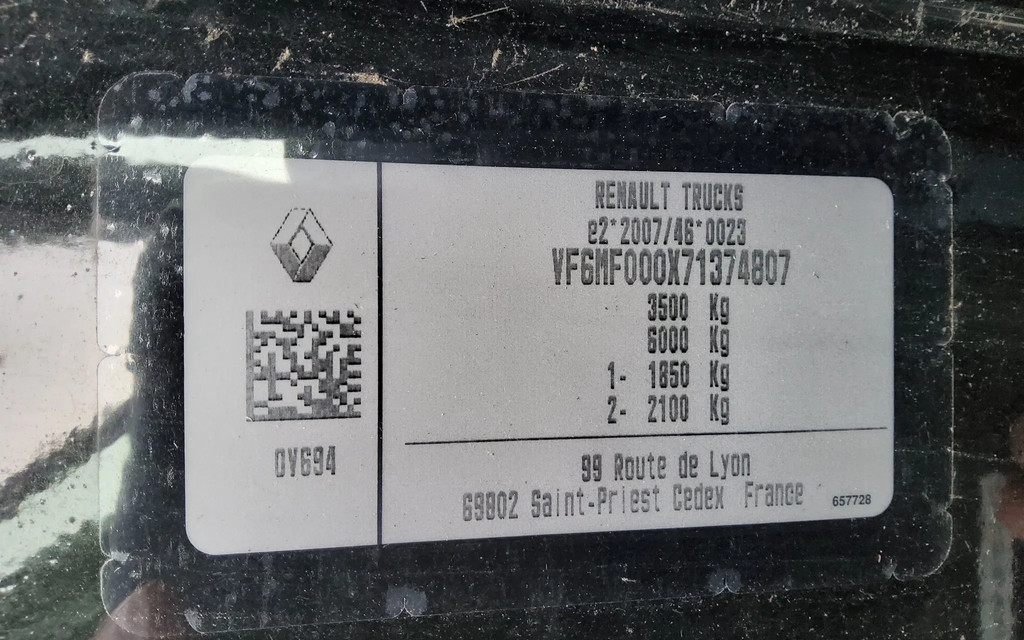 RENAULT TRUCKS
e2*2007/46*0023
VF6MF000X71374807
3500 Kg
6000 Kg
1- 1850 Kg
2- 2100 Kg
DV694
99 Route de Lyon
69802 Saint-Priest Cedex France
657728